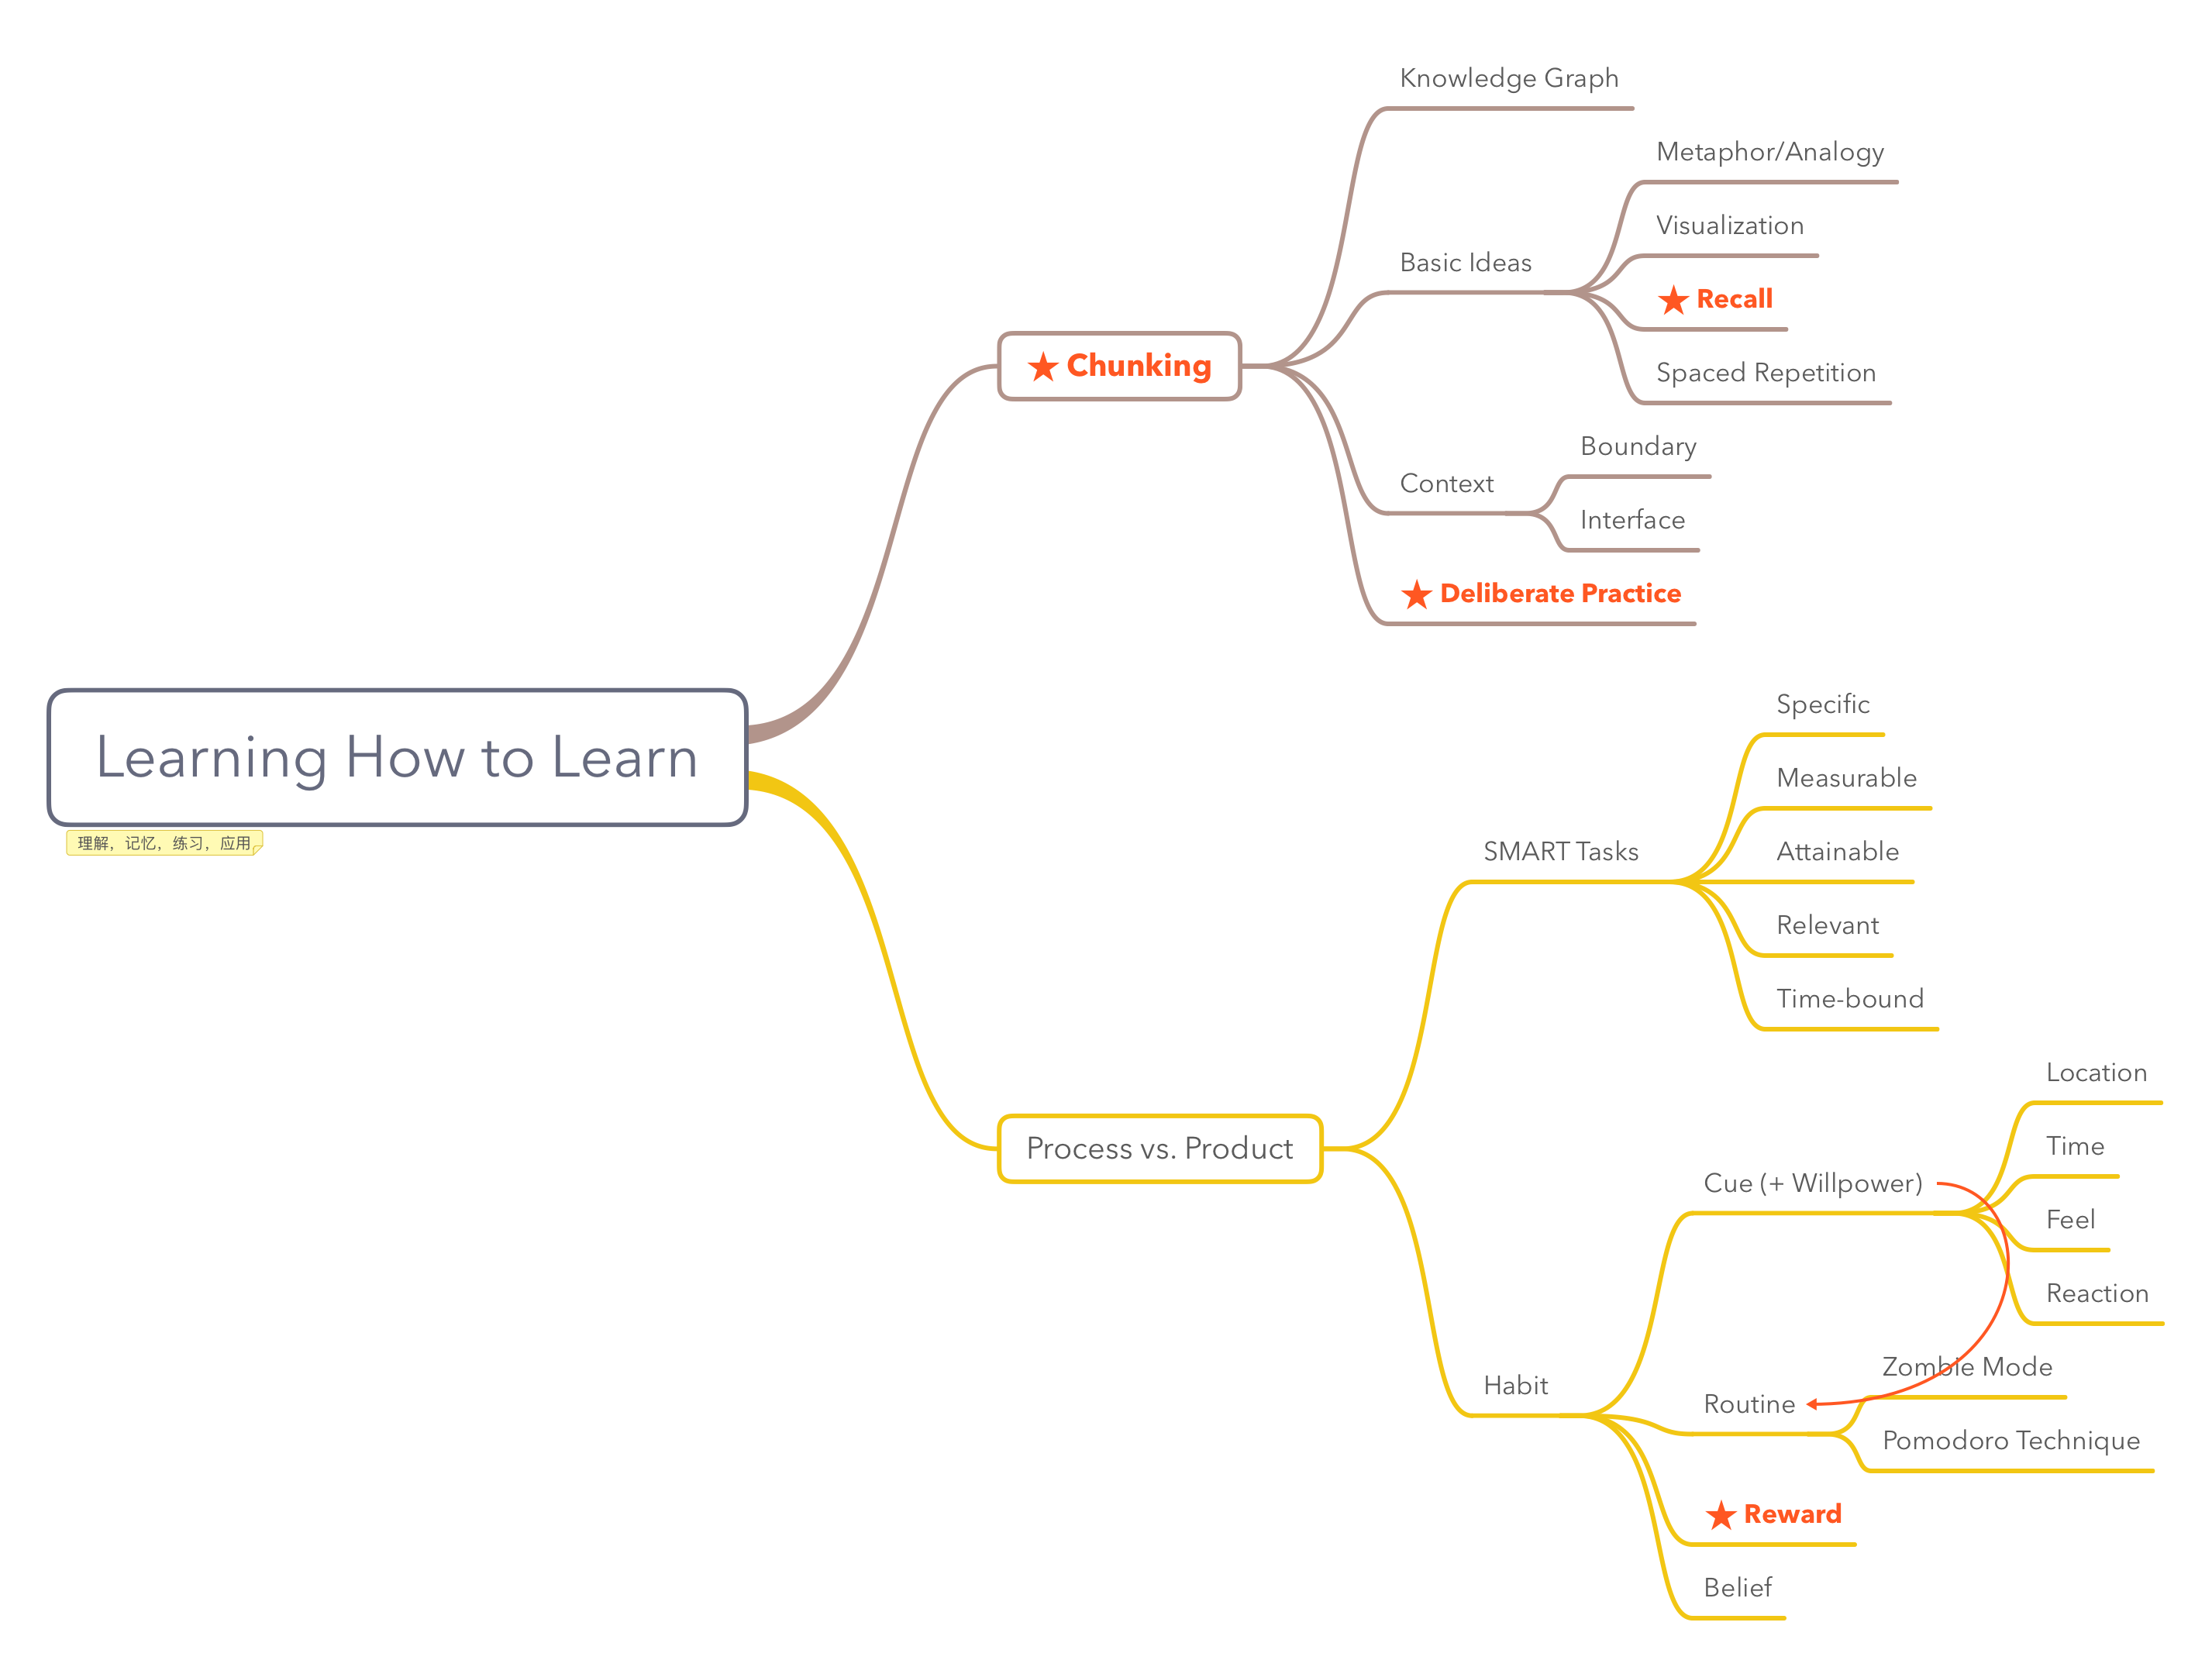 Learning How to Learn
理解，记忆，练习，应用
★ Chunking
Knowledge Graph
Basic Ideas
Metaphor/Analogy
Visualization
★ Recall
Spaced Repetition
Context
Boundary
Interface
★ Deliberate Practice
Process vs. Product
SMART Tasks
Specific
Measurable
Attainable
Relevant
Time-bound
Habit
Cue (+ Willpower)
Location
Time
Feel
Reaction
Routine
Zombie Mode
Pomodoro Technique
★ Reward
Belief